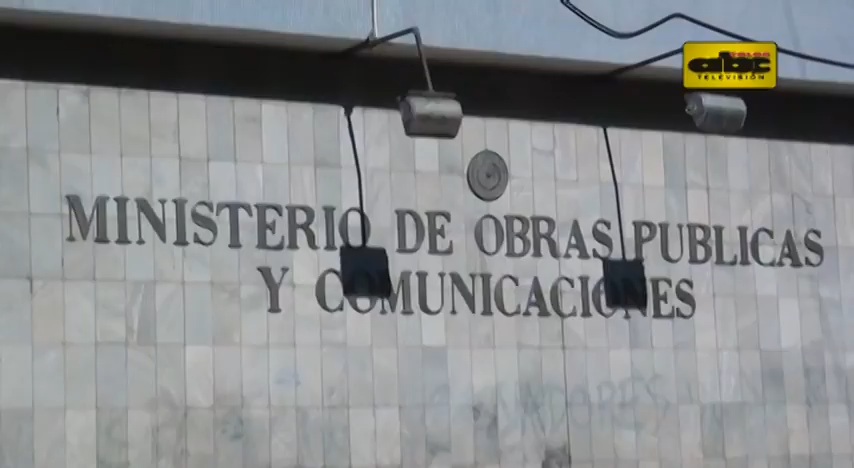 abc
TELEVISIÓN
MINISTERIO DE OBRAS PUBLICAS
Y COMUNICACIONES